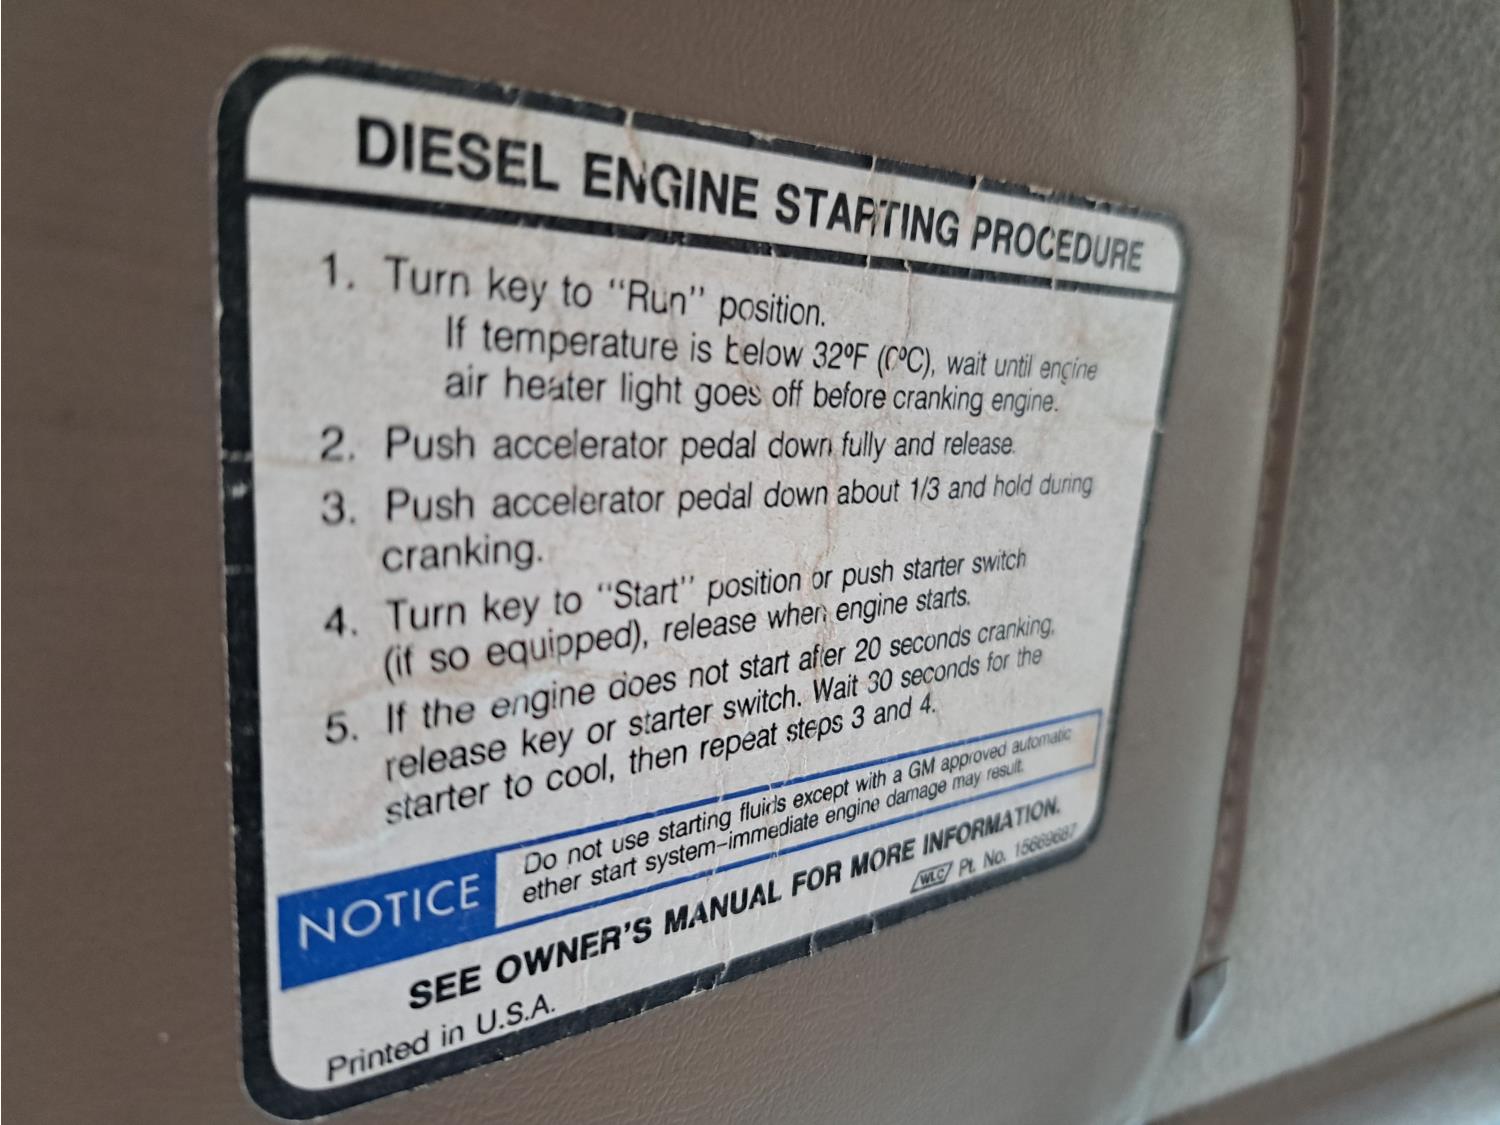 DIESEL ENGINE STARTING PROCEDURE
1. Turn key to "Run" position.
If temperature is below 32ºF (0ºC), wait until engine
air heater light goes off before cranking engine.
2. Push accelerator pedal down fully and release.
3. Push accelerator pedal down about 1/3 and hold during
cranking.
4. Turn key to "Start" position or push starter switch
(if so equipped), release when engine starts.
5. If the engine does not start after 20 seconds cranking,
release key or starter switch. Wait 30 seconds for the
starter to cool, then repeat steps 3 and 4.
NOTICE
Do not use starting fluids except with a GM approved automatic
ether start system–immediate engine damage may result.
SEE OWNER'S MANUAL FOR MORE INFORMATION.
Printed in U.S.A.
WLC Pt. No. 15669687